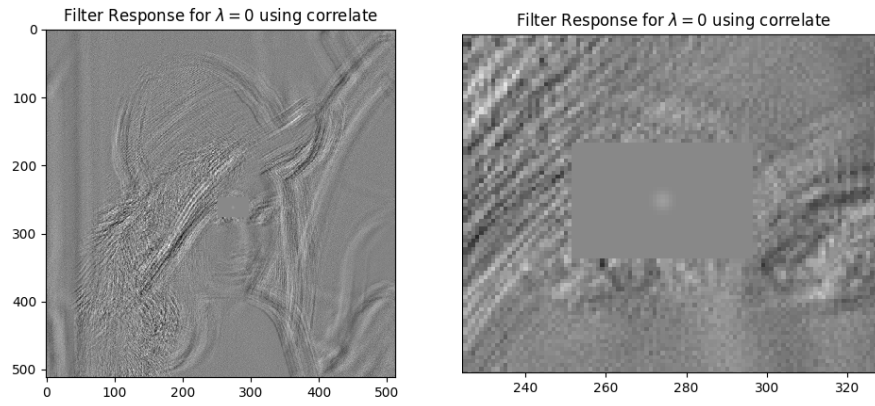 Filter Response for λ = 0 using correlate
0
100
200
300
400
500
0 100 200 300 400 500
Filter Response for λ = 0 using correlate
240 260 280 300 320